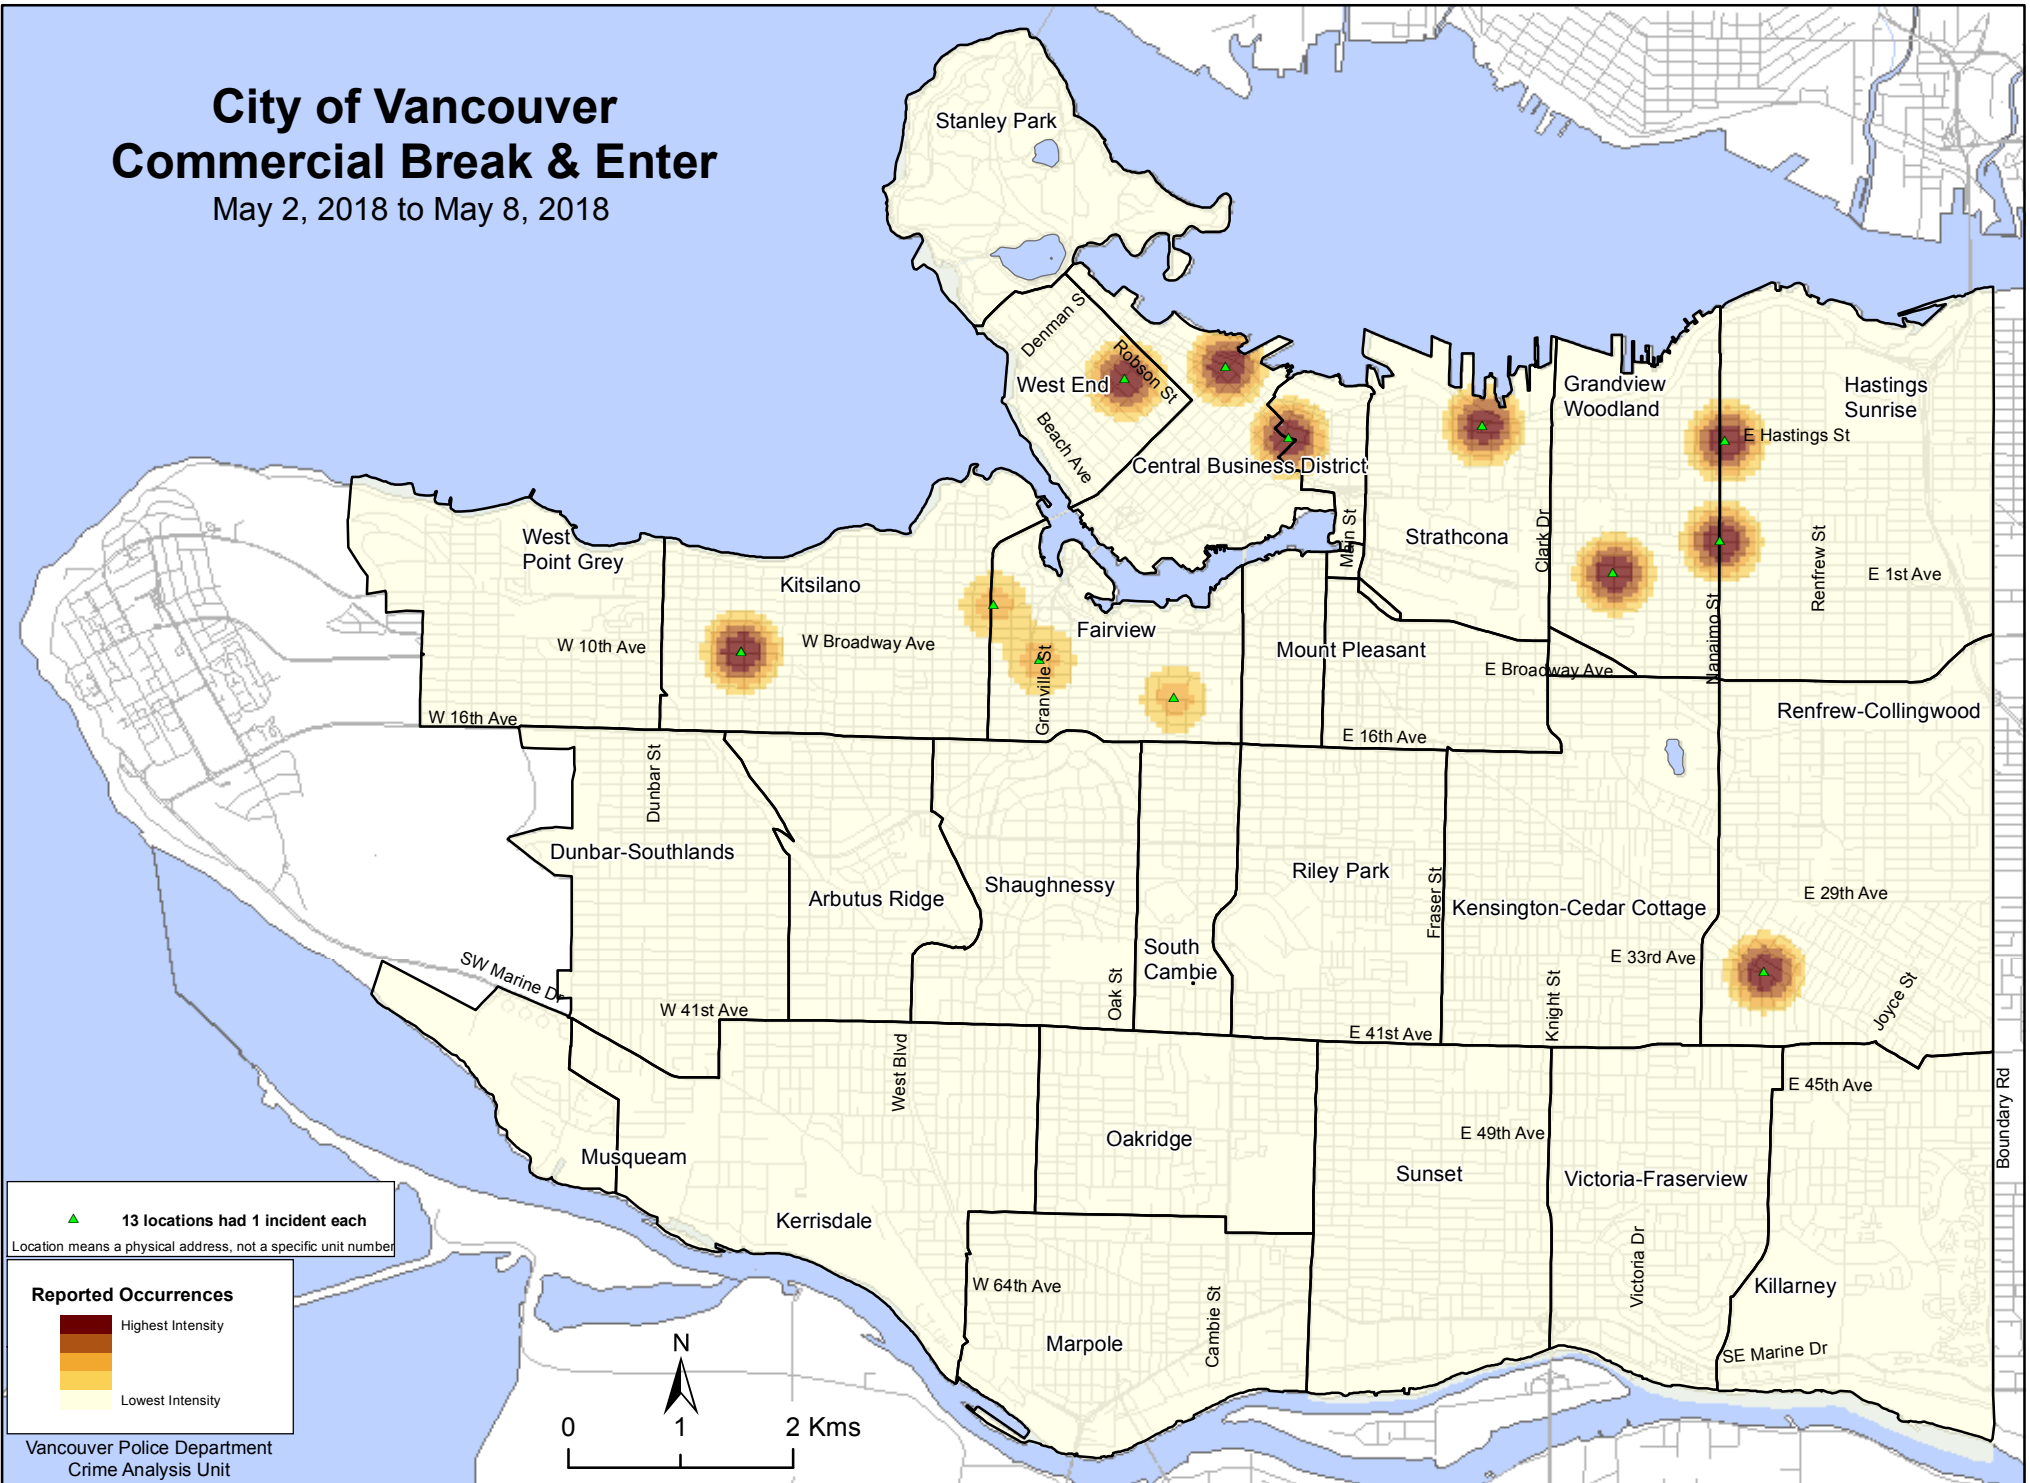 City of Vancouver
Commercial Break & Enter
May 2, 2018 to May 8, 2018
Stanley Park
Denman S
Robson St
West End
Beach Ave
Central Business District
Grandview
Woodland
Hastings
Sunrise
E Hastings St
West
Point Grey
Kitsilano
Main St
Strathcona
Clark Dr
Renfrew St
E 1st Ave
Nanaimo St
W 10th Ave
W Broadway Ave
Fairview
Granville St
Mount Pleasant
E Broadway Ave
W 16th Ave
E 16th Ave
Renfrew-Collingwood
Dunbar St
Dunbar-Southlands
Arbutus Ridge
Shaughnessy
Riley Park
Fraser St
Kensington-Cedar Cottage
E 29th Ave
South
Cambie
E 33rd Ave
SW Marine Dr
W 41st Ave
Oak St
E 41st Ave
Knight St
Joyce St
West Blvd
E 45th Ave
Boundary Rd
Oakridge
E 49th Ave
Musqueam
Sunset
Victoria-Fraserview
Kerrisdale
Victoria Dr
W 64th Ave
Cambie St
Killarney
Marpole
SE Marine Dr
13 locations had 1 incident each
Location means a physical address, not a specific unit number
Reported Occurrences
Highest Intensity
Lowest Intensity
Vancouver Police Department
Crime Analysis Unit
N
0 1 2 Kms